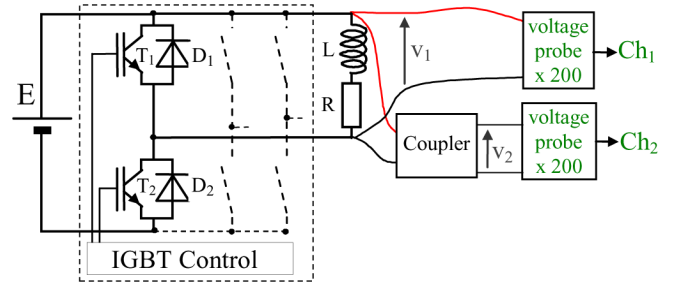 E
T1
D1
T2
D2
IGBT Control
L
R
v1
voltage
probe
x 200
Ch1
Coupler
v2
voltage
probe
x 200
Ch2